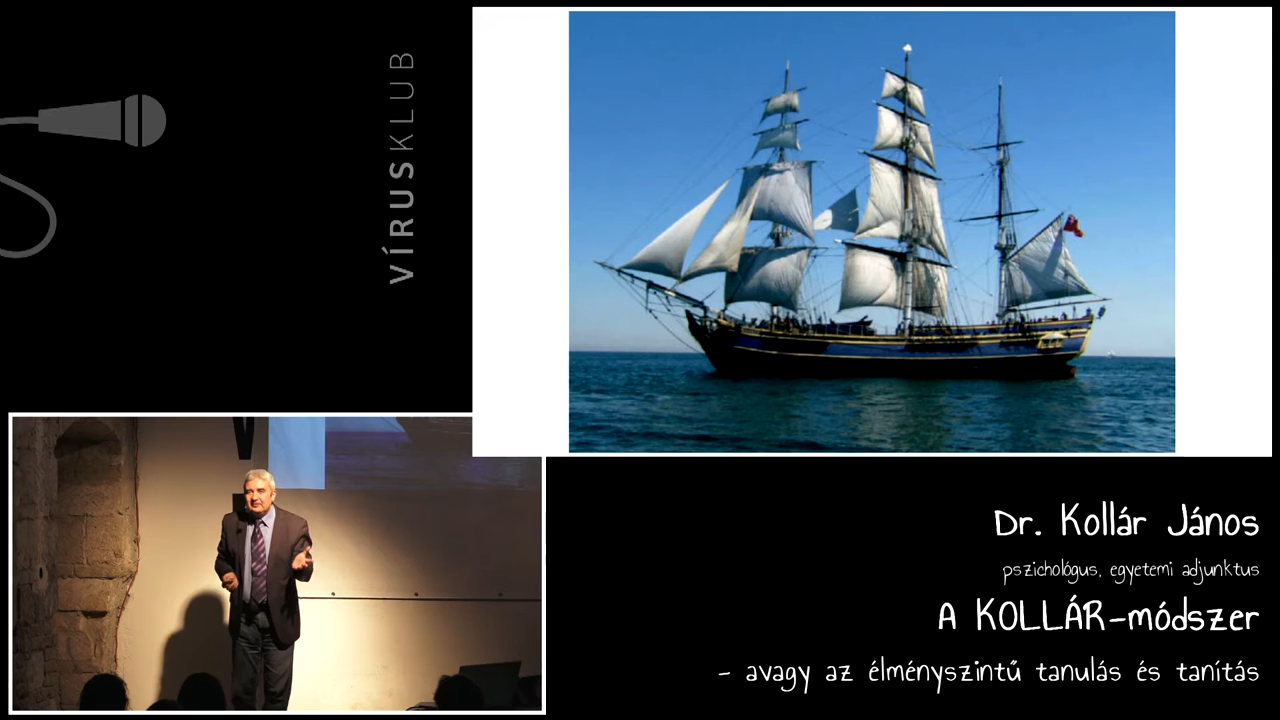 VÍRUSKLUB
Dr. Kollár János
pszichológus, egyetemi adjunktus
A KOLLÁR-módszer
- avagy az élményszintű tanulás és tanítás